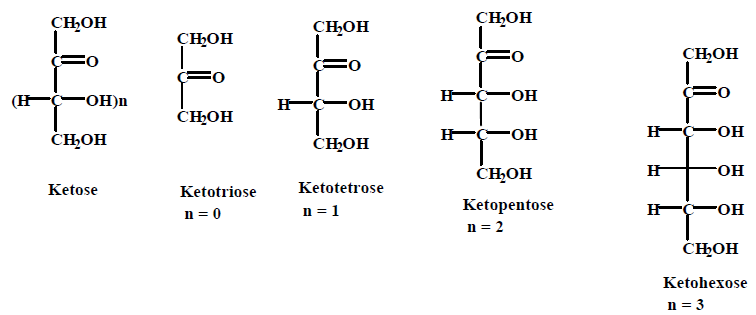 CH2OH
C=O
(H-C-OH)n
CH2OH
Ketose
CH2OH
C=O
CH2OH
Ketotriose
n = 0
CH2OH
C=O
H-C-OH
CH2OH
Ketotetrose
n = 1
CH2OH
C=O
H-C-OH
H-C-OH
CH2OH
Ketopentose
n = 2
CH2OH
C=O
H-C-OH
H-OH
H-C-OH
CH2OH
Ketohexose
n = 3